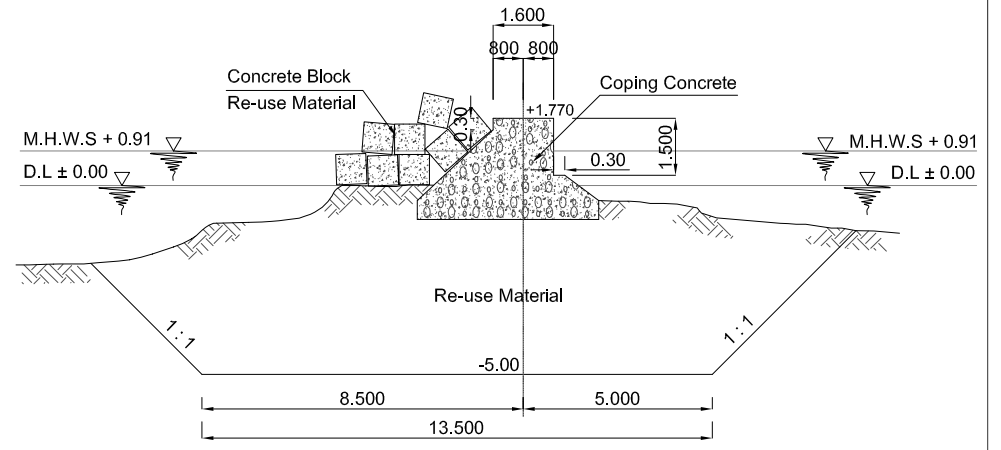 1.600
800 800
Concrete Block
Re-use Material
Coping Concrete
+1.770
0.30
M.H.W.S + 0.91
1.500
M.H.W.S + 0.91
0.30
D.L ± 0.00
D.L ± 0.00
Re-use Material
1 : 1
1 : 1
-5.00
8.500
5.000
13.500